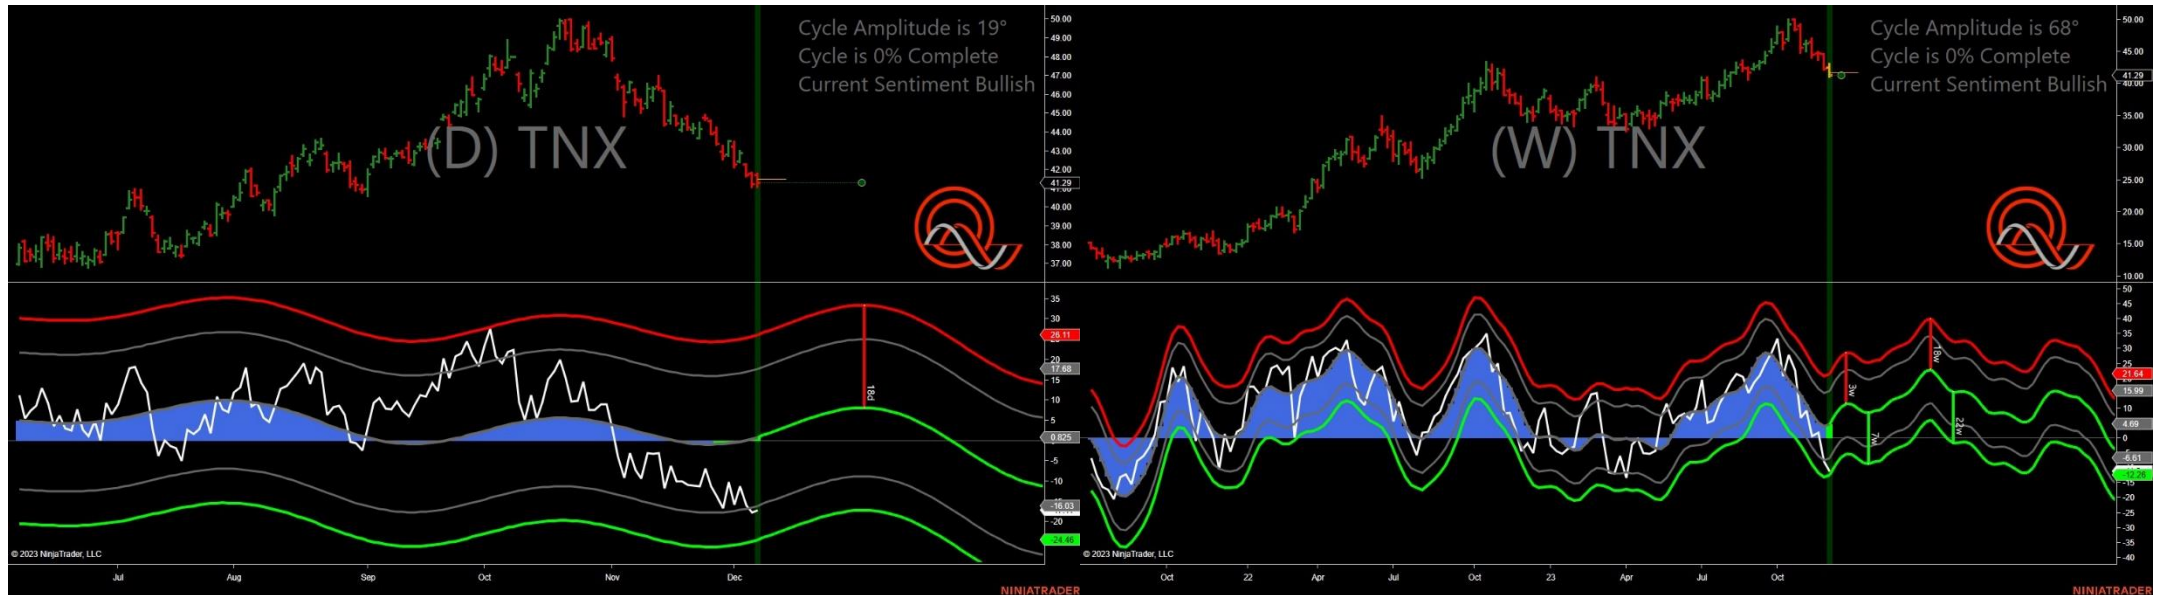 Cycle Amplitude is 19°
Cycle is 0% Complete
Current Sentiment Bullish
(D) TNX
50.00
49.00
48.00
47.00
46.00
45.00
44.00
43.00
42.00
41.29
40.00
39.00
38.00
37.00
35
30
26.11
20
17.68
15
10
5
0.825
-5
-10
-16.03
-20
-24.46
© 2023 NinjaTrader, LLC
18d
Jul
Aug
Sep
Oct
Nov
Dec
NINJATRADER
Cycle Amplitude is 68°
Cycle is 0% Complete
Current Sentiment Bullish
(W) TNX
50.00
45.00
41.29
40.00
35.00
30.00
25.00
20.00
15.00
10.00
50
45
40
35
30
25
21.64
15.99
10
4.69
0
-6.61
-12.26
-20
-25
-30
-35
-40
3w
7w
18w
22w
© 2023 NinjaTrader, LLC
Oct
22
Apr
Jul
Oct
23
Apr
Jul
Oct
NINJATRADER